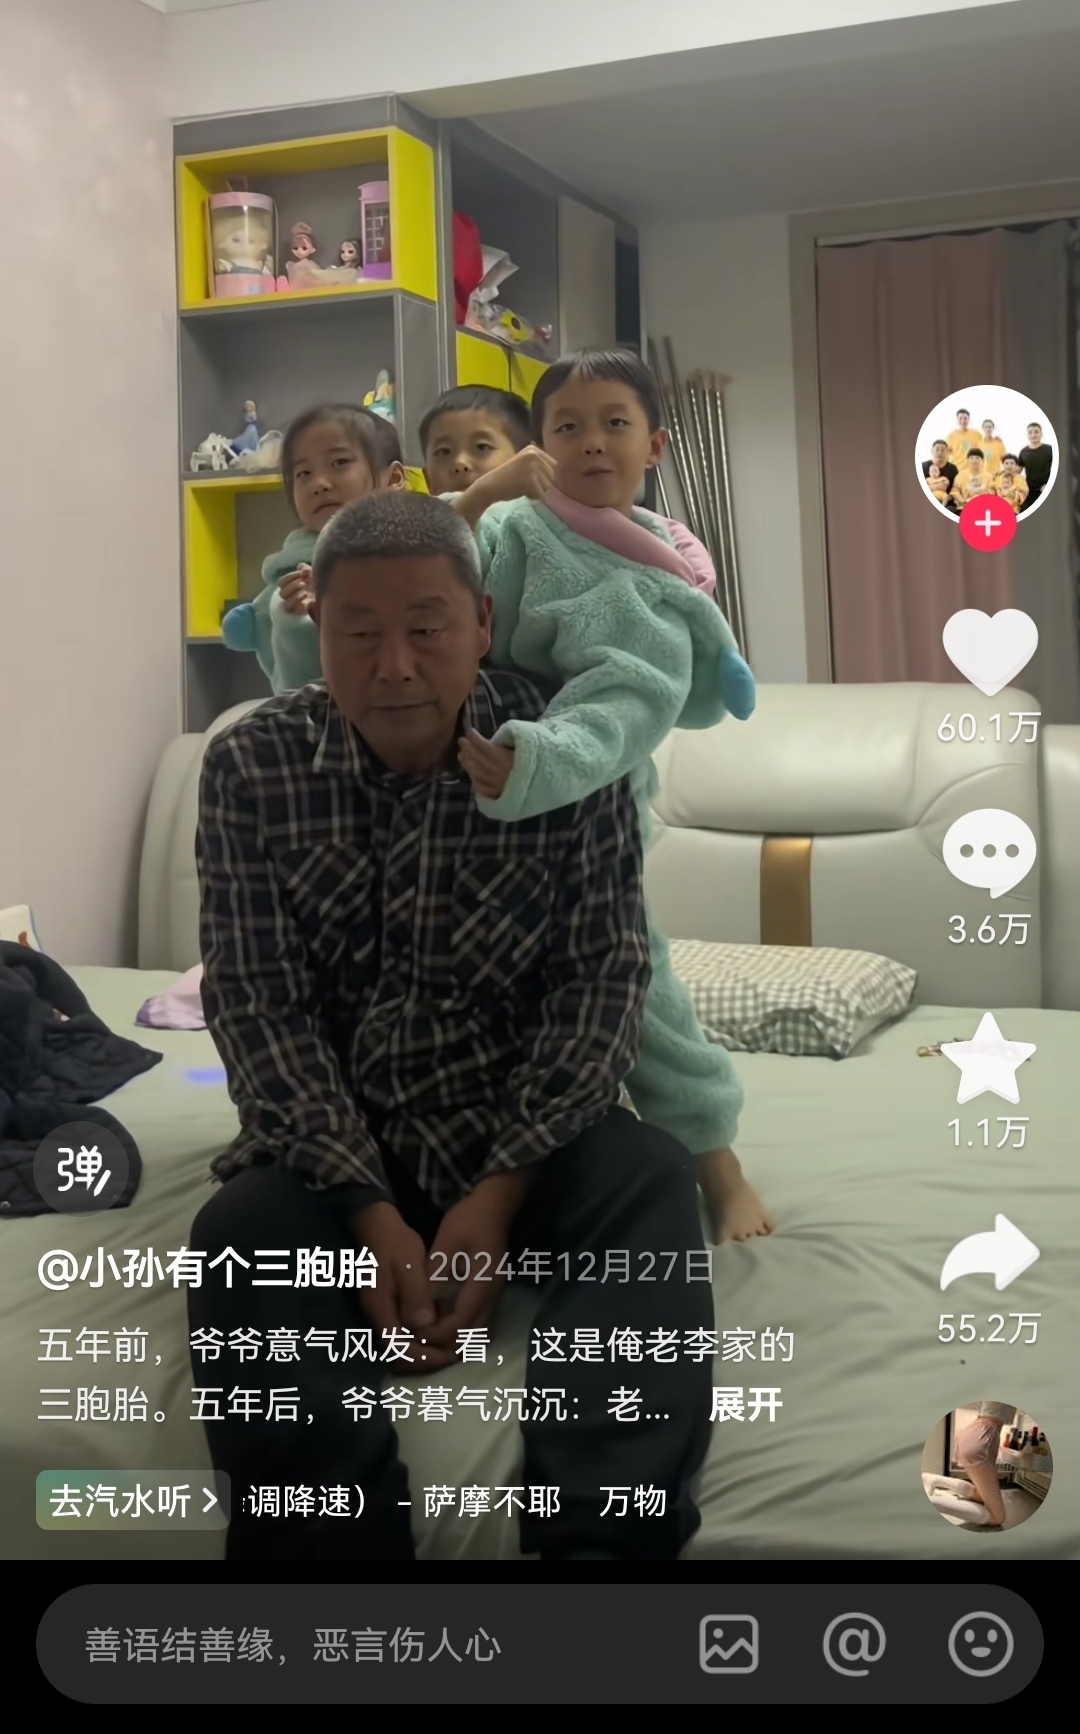 60.1万
3.6万
1.1万
弹
@小孙有个三胞胎 · 2024年12月27日
55.2万
五年前，爷爷意气风发：看，这是俺老李家的
三胞胎。五年后，爷爷暮气沉沉：老... 展开
去汽水听 > 调降速） - 萨摩不耶 万物
善语结善缘，恶言伤人心